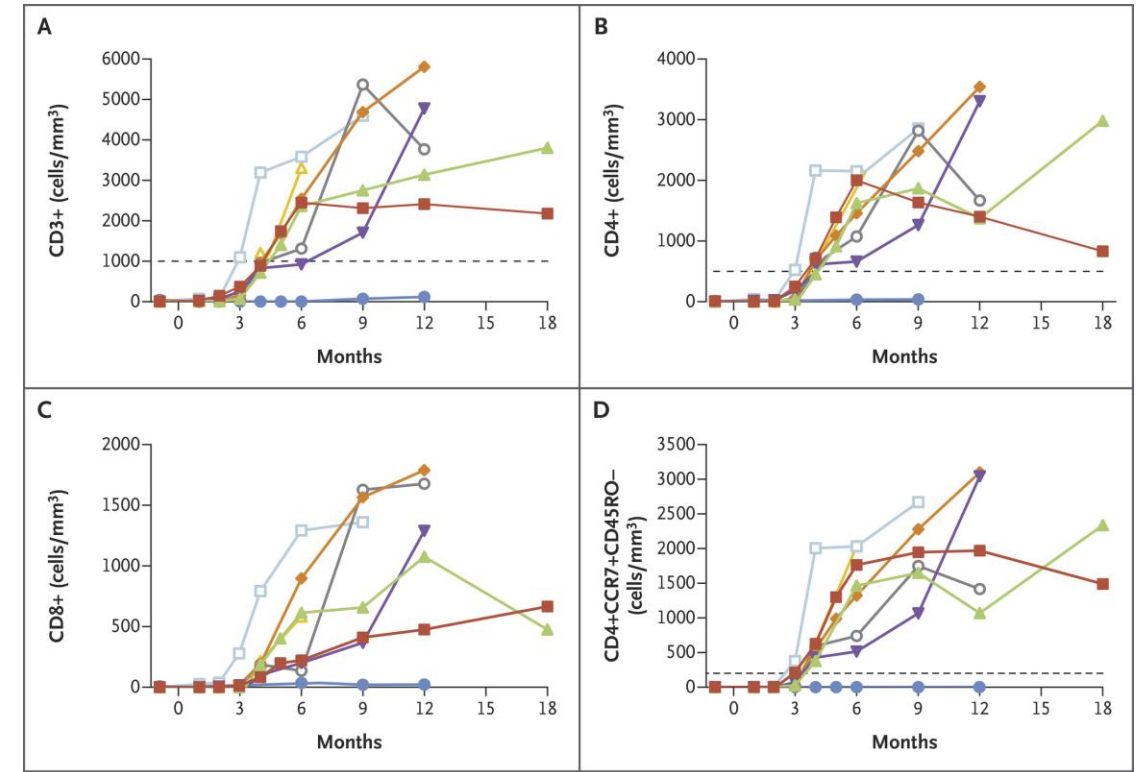 A
CD3+ (cells/mm³)
6000
5000
4000
3000
2000
1000
0
0 3 6 9 12 15 18
Months
B
CD4+ (cells/mm³)
4000
3000
2000
1000
0
0 3 6 9 12 15 18
Months
C
CD8+ (cells/mm³)
2000
1500
1000
500
0
0 3 6 9 12 15 18
Months
D
CD4+CCR7+CD45RO–
(cells/mm³)
3500
3000
2500
2000
1500
1000
500
0
0 3 6 9 12 15 18
Months